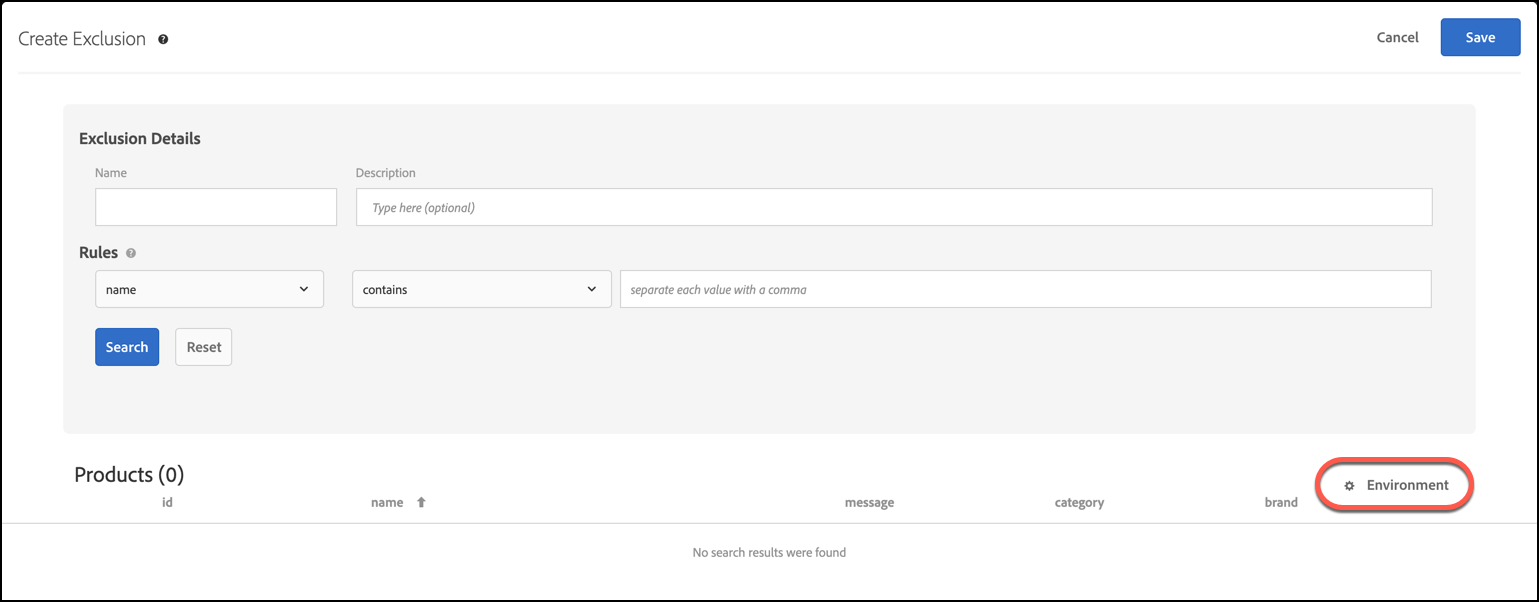 Create Exclusion
Cancel
Save
Exclusion Details
Name
Description
Type here (optional)
Rules
name
contains
separate each value with a comma
Search
Reset
Products (0)
Environment
id
name
message
category
brand
No search results were found